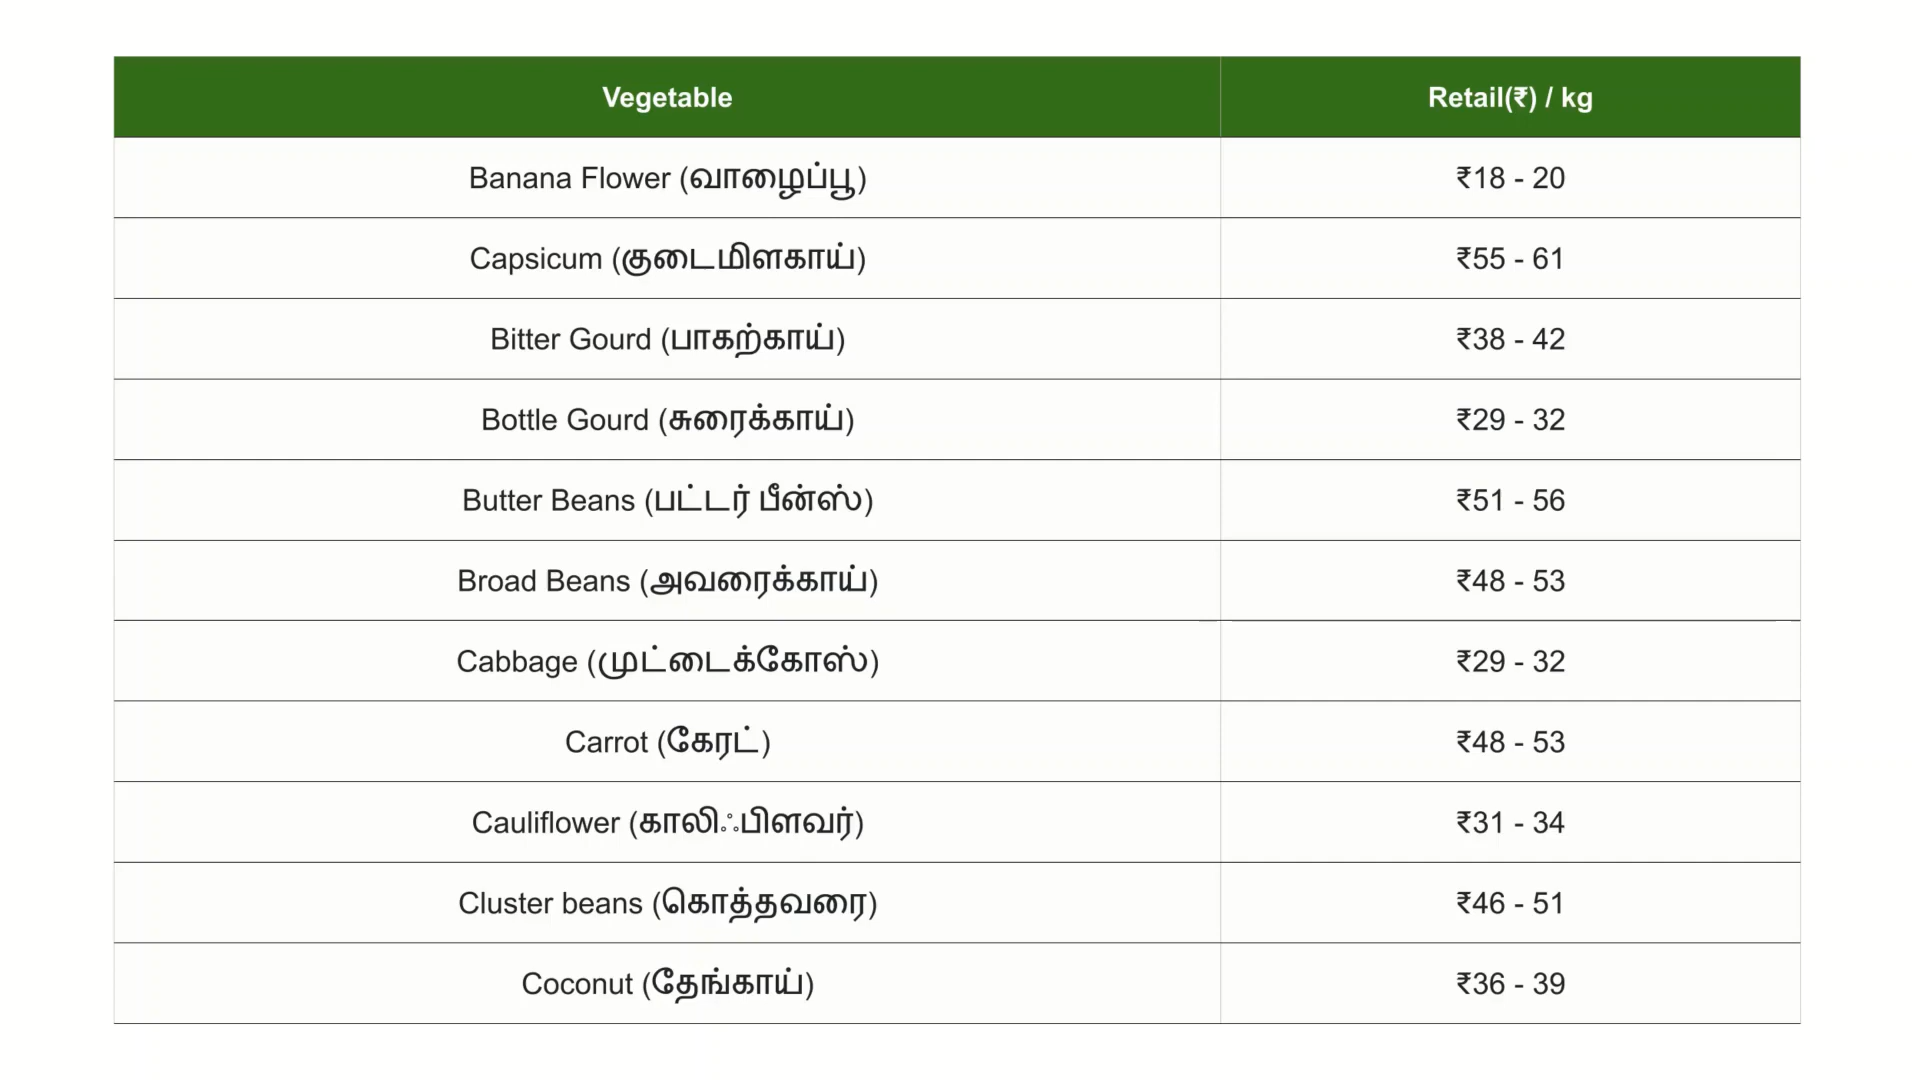 Vegetable Retail(₹) / kg
Banana Flower (வாழைப்பூ) ₹18 - 20
Capsicum (குடைமிளகாய்) ₹55 - 61
Bitter Gourd (பாகற்காய்) ₹38 - 42
Bottle Gourd (சுரைக்காய்) ₹29 - 32
Butter Beans (பட்டர் பீன்ஸ்) ₹51 - 56
Broad Beans (அவரைக்காய்) ₹48 - 53
Cabbage (முட்டைக்கோஸ்) ₹29 - 32
Carrot (கேரட்) ₹48 - 53
Cauliflower (காலிஃபிளவர்) ₹31 - 34
Cluster beans (கொத்தவரை) ₹46 - 51
Coconut (தேங்காய்) ₹36 - 39